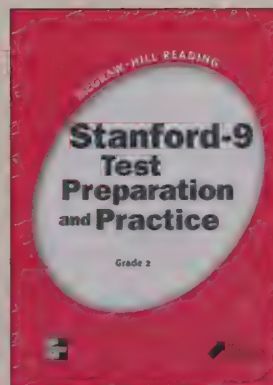 McGRAW-HILL READING
Stanford-9
Test
Preparation
and Practice
Grade 2